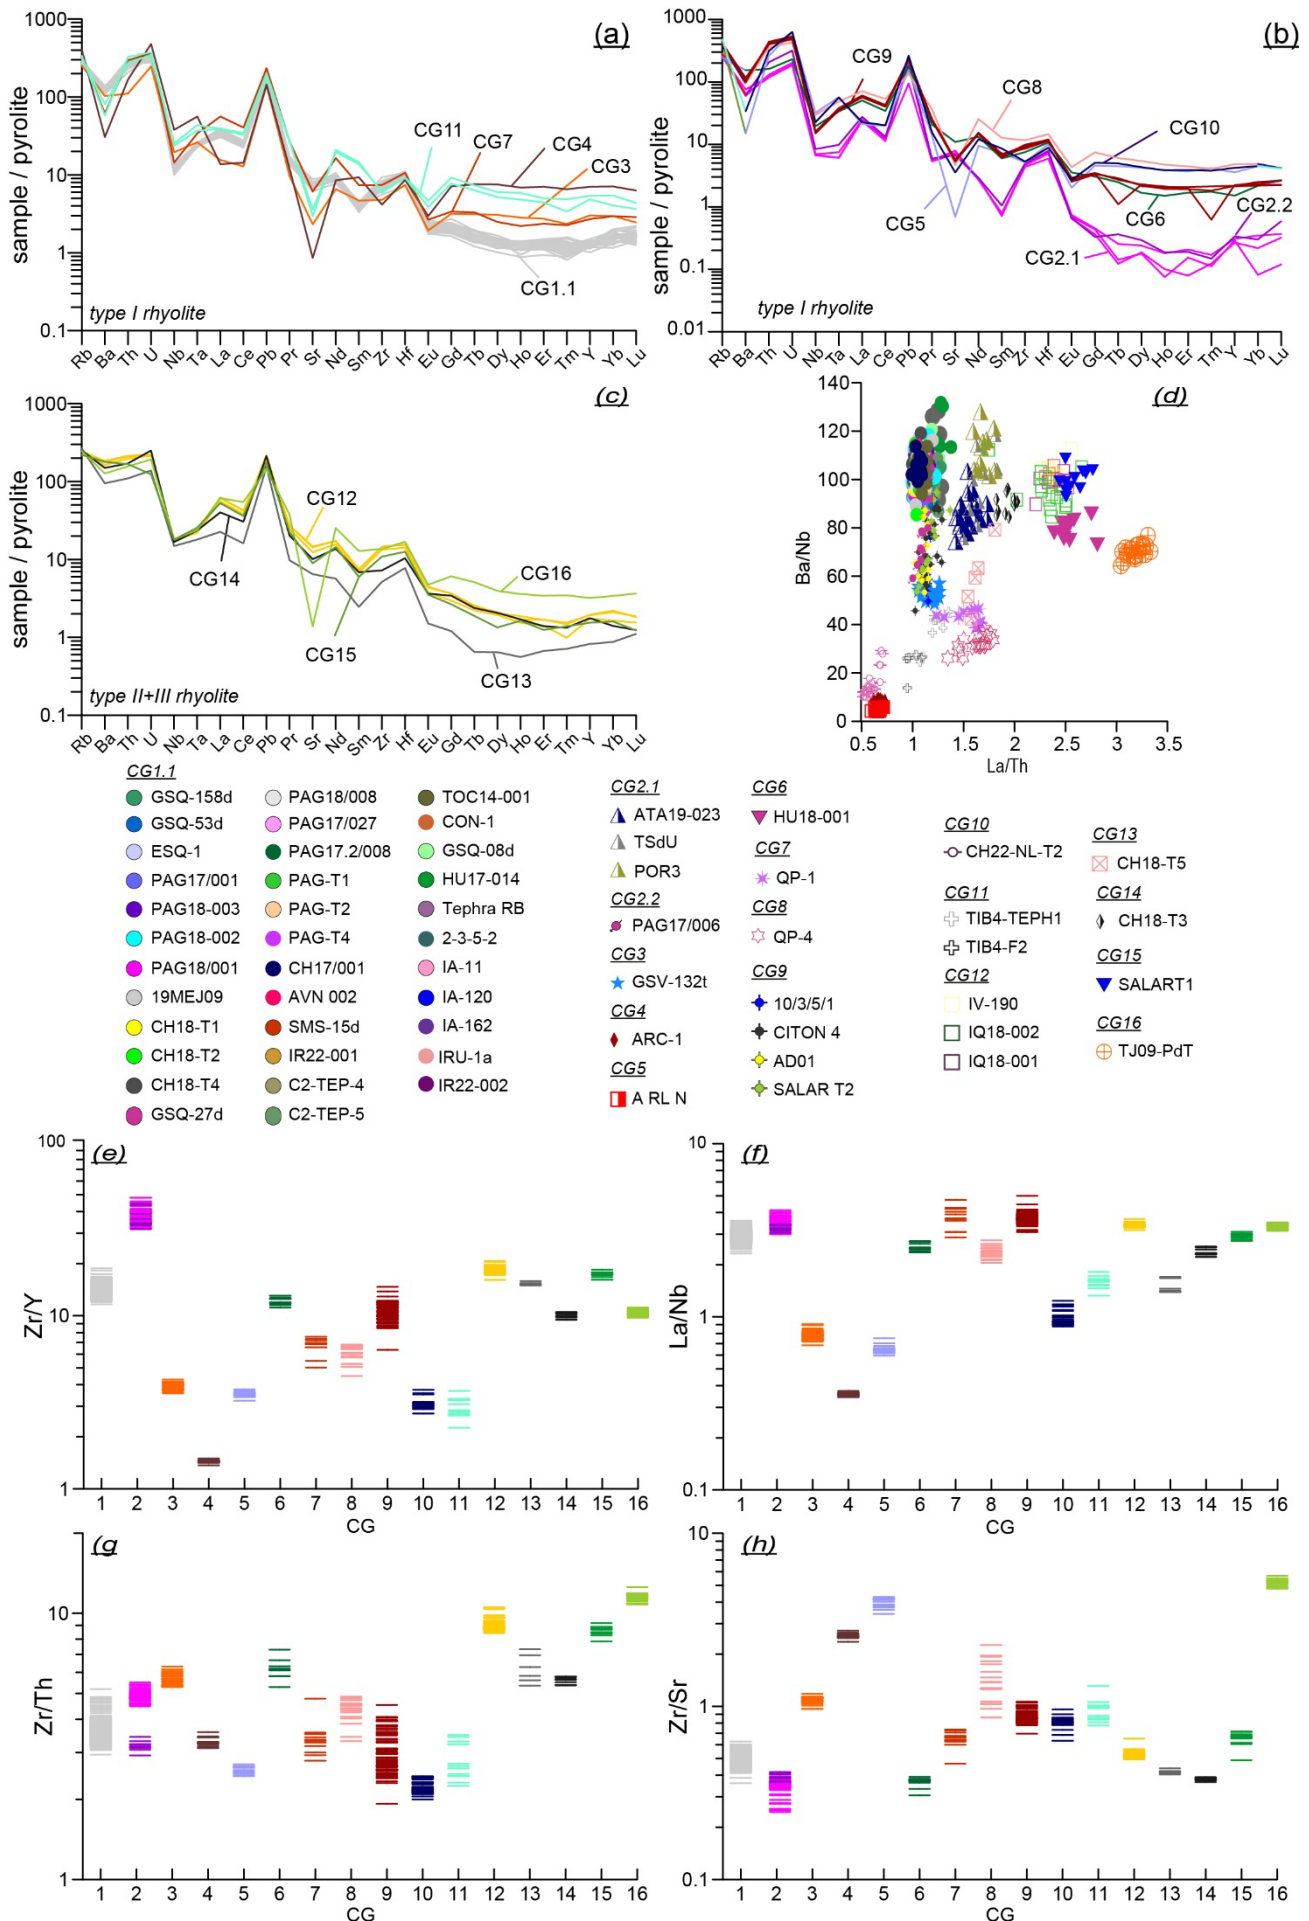 (a)
sample / pyrolite
1000
100
10
1
0.1
CG11
CG7
CG4
CG3
CG1.1
type I rhyolite
Rb Ba Th U Nb Ta La Ce Pb Pr Sr Nd Sm Zr Hf Eu Gd Tb Dy Ho Er Tm Y Yb Lu
(b)
sample / pyrolite
1000
100
10
1
0.1
0.01
CG9
CG8
CG10
CG5
CG6
CG2.2
CG2.1
type I rhyolite
Rb Ba Th U Nb Ta La Ce Pb Pr Sr Nd Sm Zr Hf Eu Gd Tb Dy Ho Er Tm Y Yb Lu
(c)
sample / pyrolite
1000
100
10
1
0.1
CG12
CG14
CG16
CG15
CG13
type II+III rhyolite
Rb Ba Th U Nb Ta La Ce Pb Pr Sr Nd Sm Zr Hf Eu Gd Tb Dy Ho Er Tm Y Yb Lu
(d)
Ba/Nb
140
120
100
80
60
40
20
0
0.5 1 1.5 2 2.5 3 3.5
La/Th
CG1.1
GSQ-158d
GSQ-53d
ESQ-1
PAG17/001
PAG18-003
PAG18-002
PAG18/001
19MEJ09
CH18-T1
CH18-T2
CH18-T4
GSQ-27d
PAG18/008
PAG17/027
PAG17.2/008
PAG-T1
PAG-T2
PAG-T4
CH17/001
AVN 002
SMS-15d
IR22-001
C2-TEP-4
C2-TEP-5
TOC14-001
CON-1
GSQ-08d
HU17-014
Tephra RB
2-3-5-2
IA-11
IA-120
IA-162
IRU-1a
IR22-002
CG2.1
ATA19-023
TSdU
POR3
CG2.2
PAG17/006
CG3
GSV-132t
CG4
ARC-1
CG5
A RL N
CG6
HU18-001
CG7
QP-1
CG8
QP-4
CG9
10/3/5/1
CITON 4
AD01
SALAR T2
CG10
CH22-NL-T2
CG11
TIB4-TEPH1
TIB4-F2
CG12
IV-190
IQ18-002
IQ18-001
CG13
CH18-T5
CG14
CH18-T3
CG15
SALART1
CG16
TJ09-PdT
(e)
Zr/Y
100
10
1
1 2 3 4 5 6 7 8 9 10 11 12 13 14 15 16
CG
(f)
La/Nb
10
1
0.1
1 2 3 4 5 6 7 8 9 10 11 12 13 14 15 16
CG
(g
Zr/Th
10
1
1 2 3 4 5 6 7 8 9 10 11 12 13 14 15 16
CG
(h)
Zr/Sr
10
1
0.1
1 2 3 4 5 6 7 8 9 10 11 12 13 14 15 16
CG